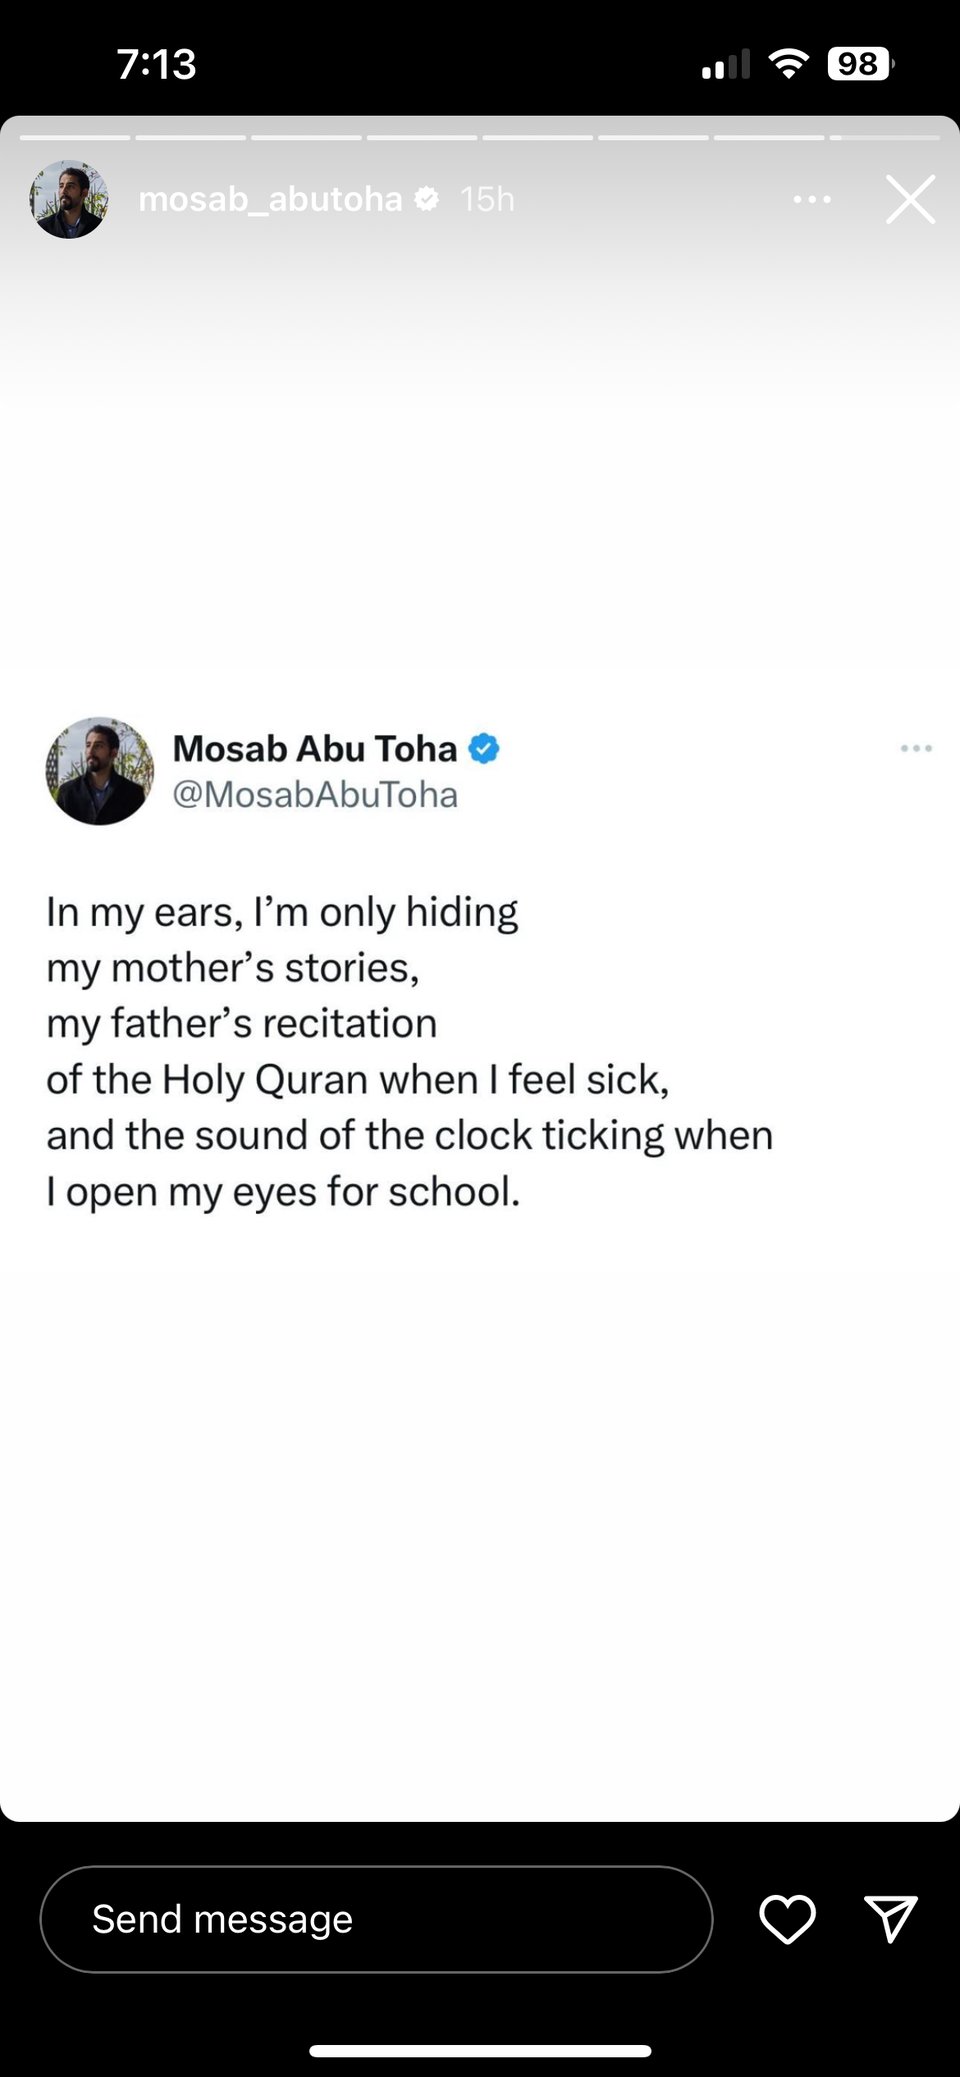 7:13
98
mosab_abutoha 15h
Mosab Abu Toha
@MosabAbuToha
In my ears, I’m only hiding
my mother’s stories,
my father’s recitation
of the Holy Quran when I feel sick,
and the sound of the clock ticking when
I open my eyes for school.
Send message